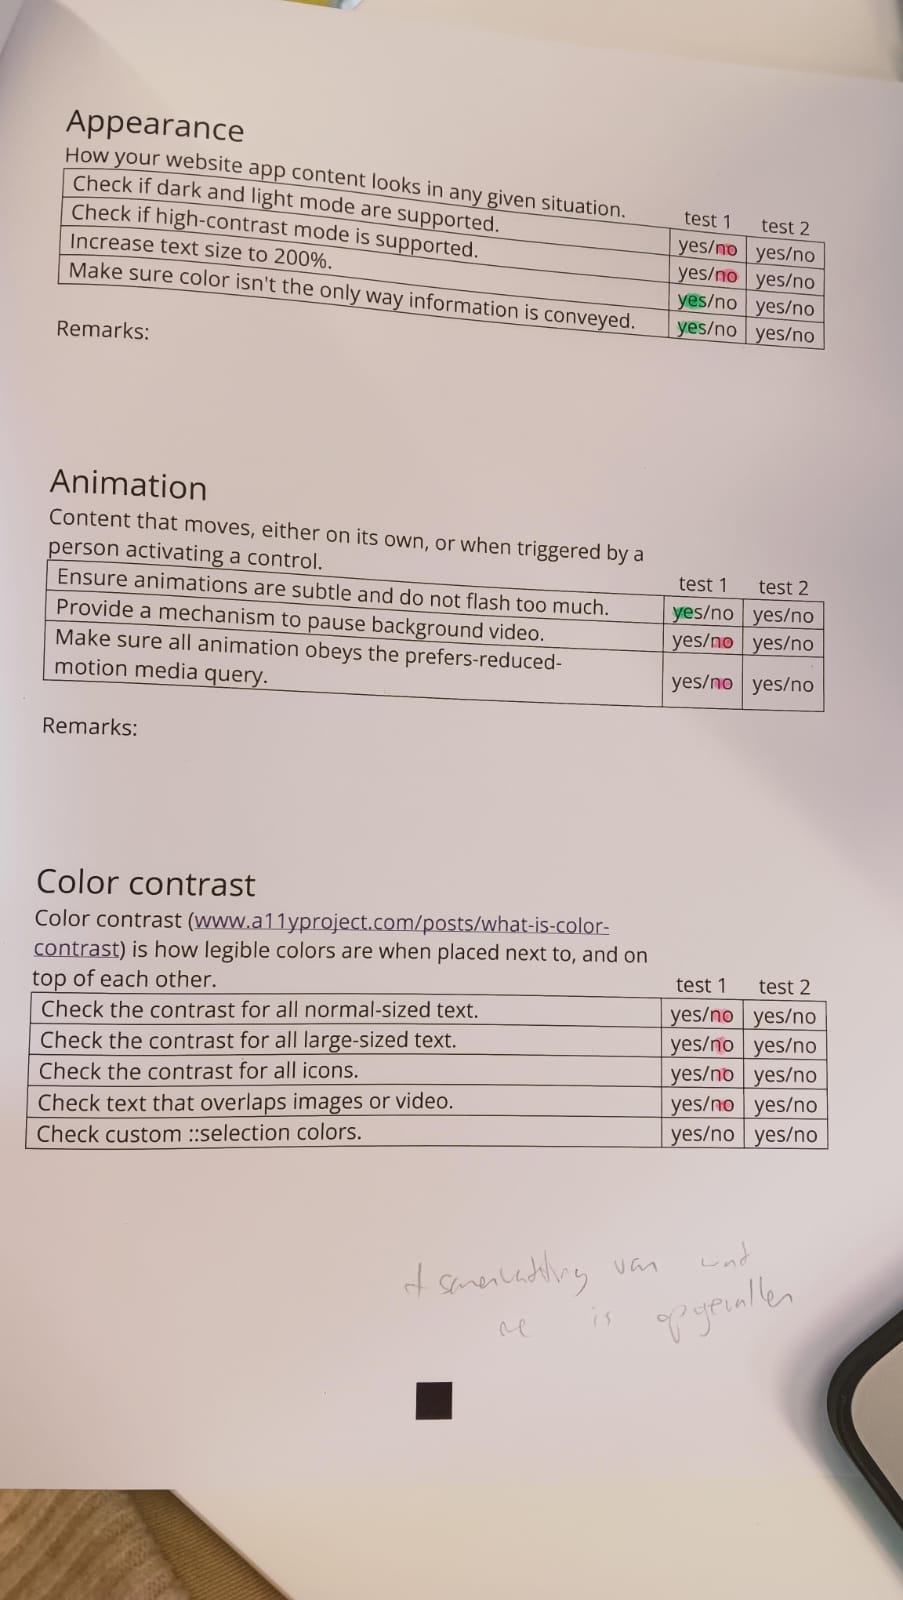 Appearance
How your website app content looks in any given situation.
test 1 test 2
Check if dark and light mode are supported. yes/no yes/no
Check if high-contrast mode is supported. yes/no yes/no
Increase text size to 200%. yes/no yes/no
Make sure color isn't the only way information is conveyed. yes/no yes/no
Remarks:
Animation
Content that moves, either on its own, or when triggered by a
person activating a control.
test 1 test 2
Ensure animations are subtle and do not flash too much. yes/no yes/no
Provide a mechanism to pause background video. yes/no yes/no
Make sure all animation obeys the prefers-reduced-
motion media query. yes/no yes/no
Remarks:
Color contrast
Color contrast (www.a11yproject.com/posts/what-is-color-
contrast) is how legible colors are when placed next to, and on
top of each other.
test 1 test 2
Check the contrast for all normal-sized text. yes/no yes/no
Check the contrast for all large-sized text. yes/no yes/no
Check the contrast for all icons. yes/no yes/no
Check text that overlaps images or video. yes/no yes/no
Check custom ::selection colors. yes/no yes/no
samenvatting van
is opgevallen